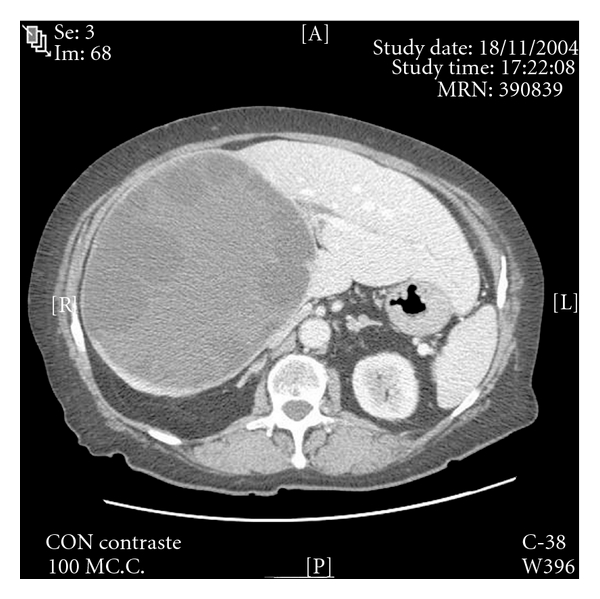 Se: 3
Im: 68
[A]
Study date: 18/11/2004
Study time: 17:22:08
MRN: 390839
[R]
[L]
CON contraste
100 MC.C.
[P]
C-38
W396